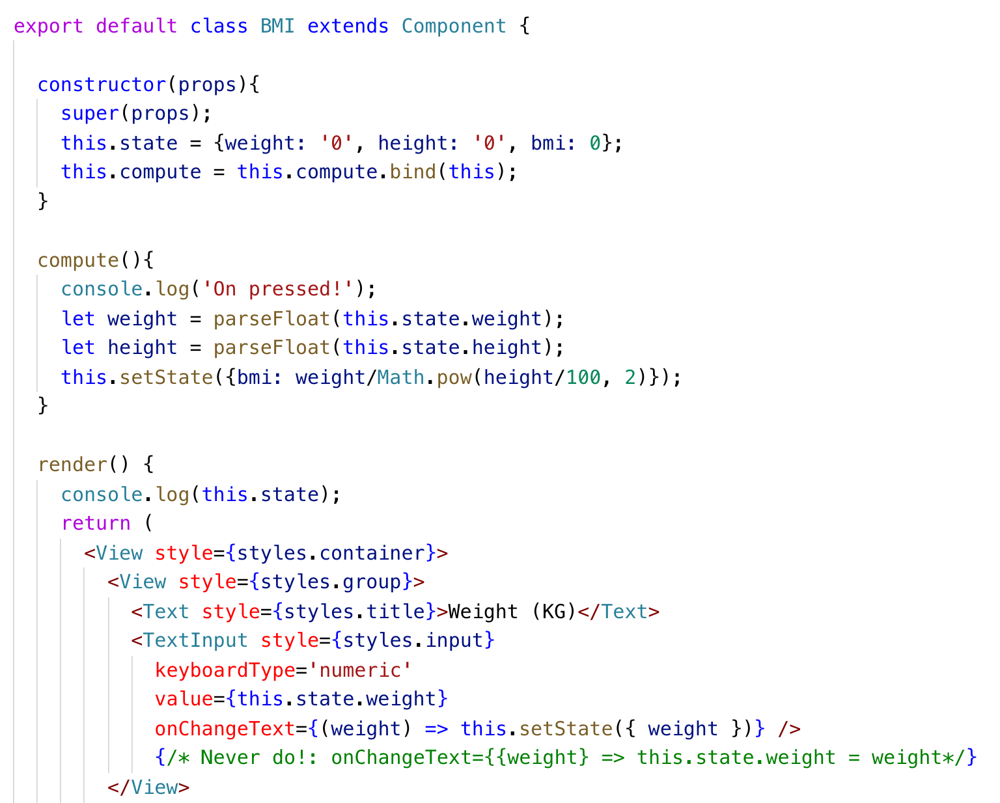 export default class BMI extends Component {
constructor(props){
super(props);
this.state = {weight: '0', height: '0', bmi: 0};
this.compute = this.compute.bind(this);
}
compute(){
console.log('On pressed!');
let weight = parseFloat(this.state.weight);
let height = parseFloat(this.state.height);
this.setState({bmi: weight/Math.pow(height/100, 2)});
}
render() {
console.log(this.state);
return (
<View style={styles.container}>
<View style={styles.group}>
<Text style={styles.title}>Weight (KG)</Text>
<TextInput style={styles.input}
keyboardType='numeric'
value={this.state.weight}
onChangeText={(weight) => this.setState({ weight })} />
{/* Never do!: onChangeText={{weight} => this.state.weight = weight*/}
</View>